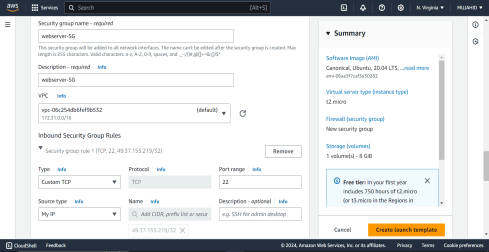 aws
Services
Search
[Alt+S]
N. Virginia
MUJAHID
Security group name - required
webserver-SG
This security group will be added to all network interfaces. The name can't be edited after the security group is created. Max
length is 255 characters. Valid characters: a-z, A-Z, 0-9, spaces, and
Description - required Info
webserver-SG
VPC Info
vpc-06c254db6fef9b532 (default)
172.31.0.0/16
Inbound Security Group Rules
Security group rule 1 (TCP, 22, 49.37.155.219/32)
Remove
Type Info
Protocol Info
Port range Info
Custom TCP
TCP
22
Source type Info
Name Info
Description - optional Info
My IP
Add CIDR, prefix list or secur
e.g. SSH for admin desktop
49.37.155.219/32
Summary
Software Image (AMI)
Canonical, Ubuntu, 20.04 LTS, ...read more
Virtual server type (instance type)
t2.micro
Firewall (security group)
New security group
Storage (volumes)
1 volume(s) - 8 GiB
Free tier: In your first
year includes
750 hours of t2.micro
(or t3.micro in the Regions in
Cancel
Create launch template
CloudShell
Feedback
© 2024, Amazon Web Services, Inc. or its affiliates.
Privacy
Terms
Cookie preferences